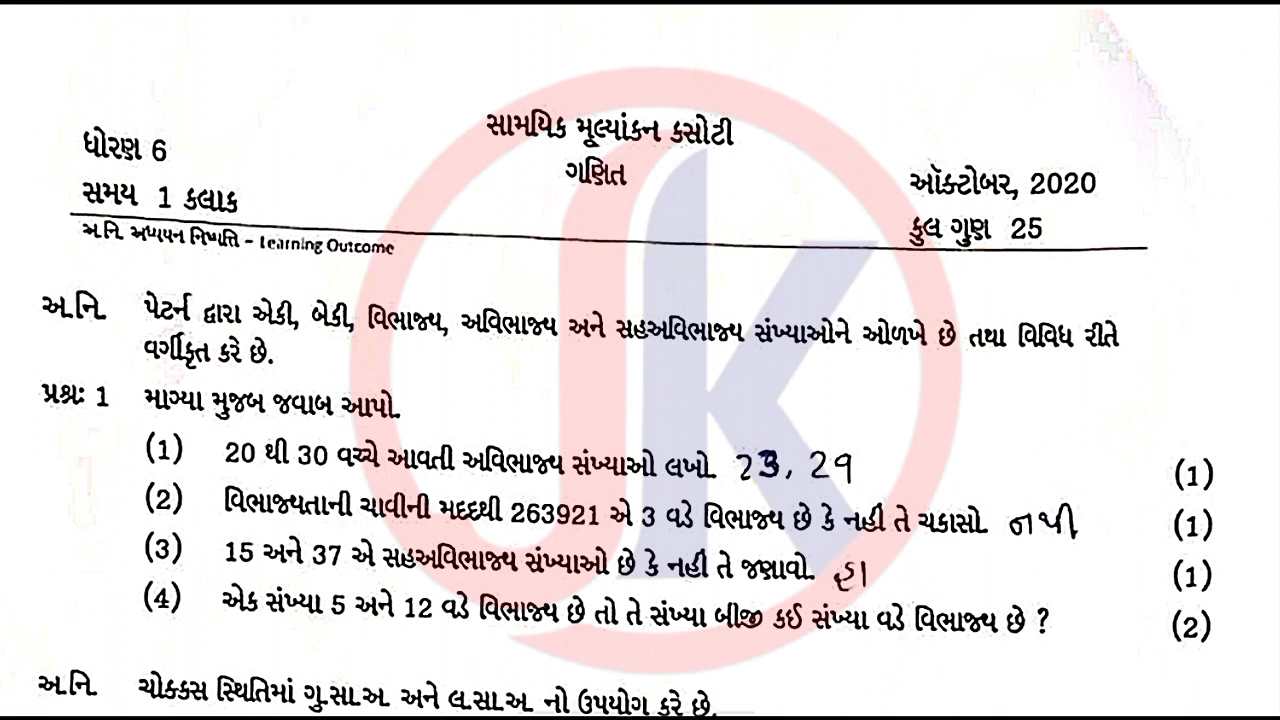 સામયિક મૂલ્યાંકન કસોટી
ધોરણ 6
ગણિત
ઑક્ટોબર, 2020
સમય 1 કલાક
કુલ ગુણ 25
અ.નિ. અધ્યયન નિષ્પત્તિ – Learning Outcome
અ.નિ. પેટર્ન દ્વારા એકી, બેકી, વિભાજ્ય, અવિભાજ્ય અને સહઅવિભાજ્ય સંખ્યાઓને ઓળખે છે તથા વિવિધ રીતે
વર્ગીકૃત કરે છે.
પ્રશ્નઃ 1 માગ્યા મુજબ જવાબ આપો.
(1) 20 થી 30 વચ્ચે આવતી અવિભાજ્ય સંખ્યાઓ લખો. 23, 29 (1)
(2) વિભાજ્યતાની ચાવીની મદદથી 263921 એ 3 વડે વિભાજ્ય છે કે નહી તે ચકાસો. નથી (1)
(3) 15 અને 37 એ સહઅવિભાજ્ય સંખ્યાઓ છે કે નહી તે જણાવો. હા (1)
(4) એક સંખ્યા 5 અને 12 વડે વિભાજ્ય છે તો તે સંખ્યા બીજી કઈ સંખ્યા વડે વિભાજ્ય છે ? (2)
અ.નિ. ચોક્કસ સ્થિતિમાં ગુ.સા.અ. અને લ.સા.અ. નો ઉપયોગ કરે છે.